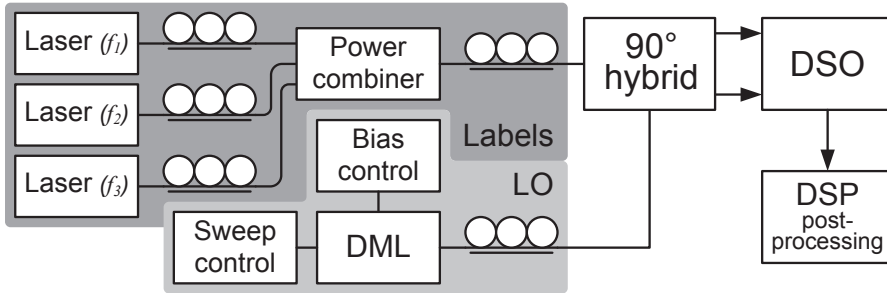 Laser (f1)
Laser (f2)
Laser (f3)
Power
combiner
Labels
Bias
control
LO
Sweep
control
DML
90°
hybrid
DSO
DSP
post-
processing